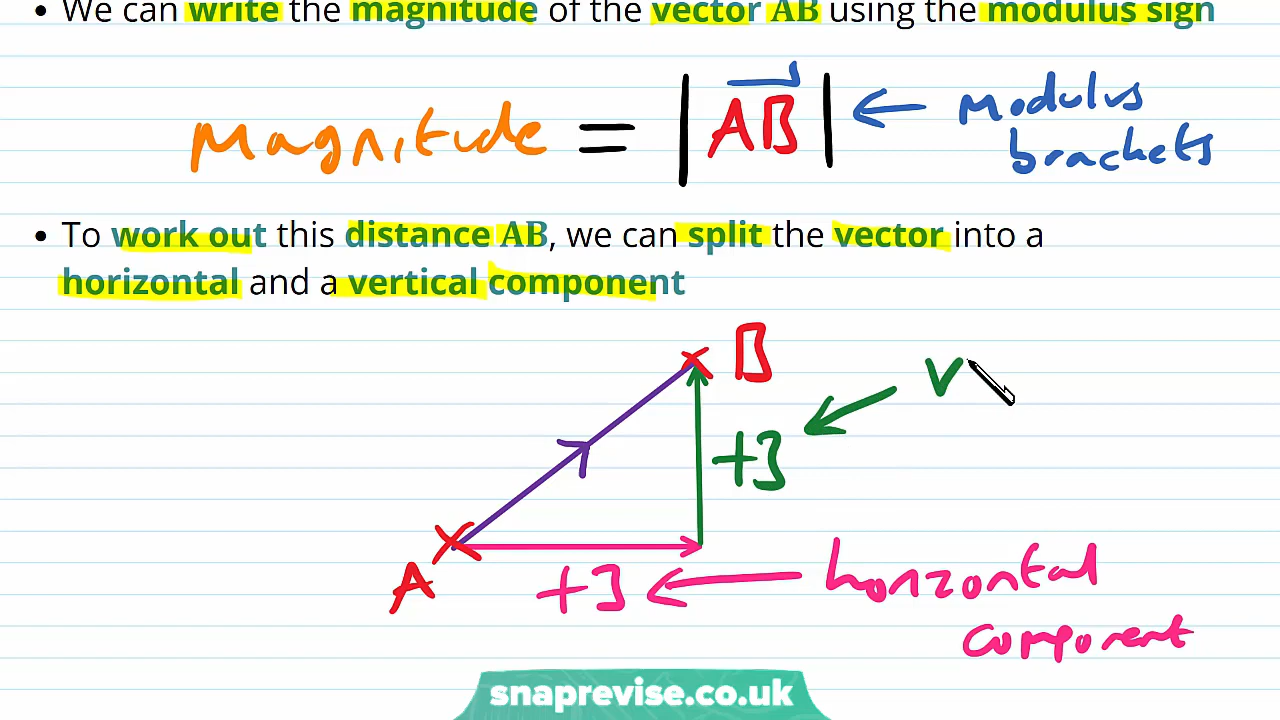 We can write the magnitude of the vector AB using the modulus sign
Magnitude = | AB | ← Modulus
brackets
• To work out this distance AB, we can split the vector into a
horizontal and a vertical component
B
V
+3
A
+3
horizontal
component
snaprevise.co.uk